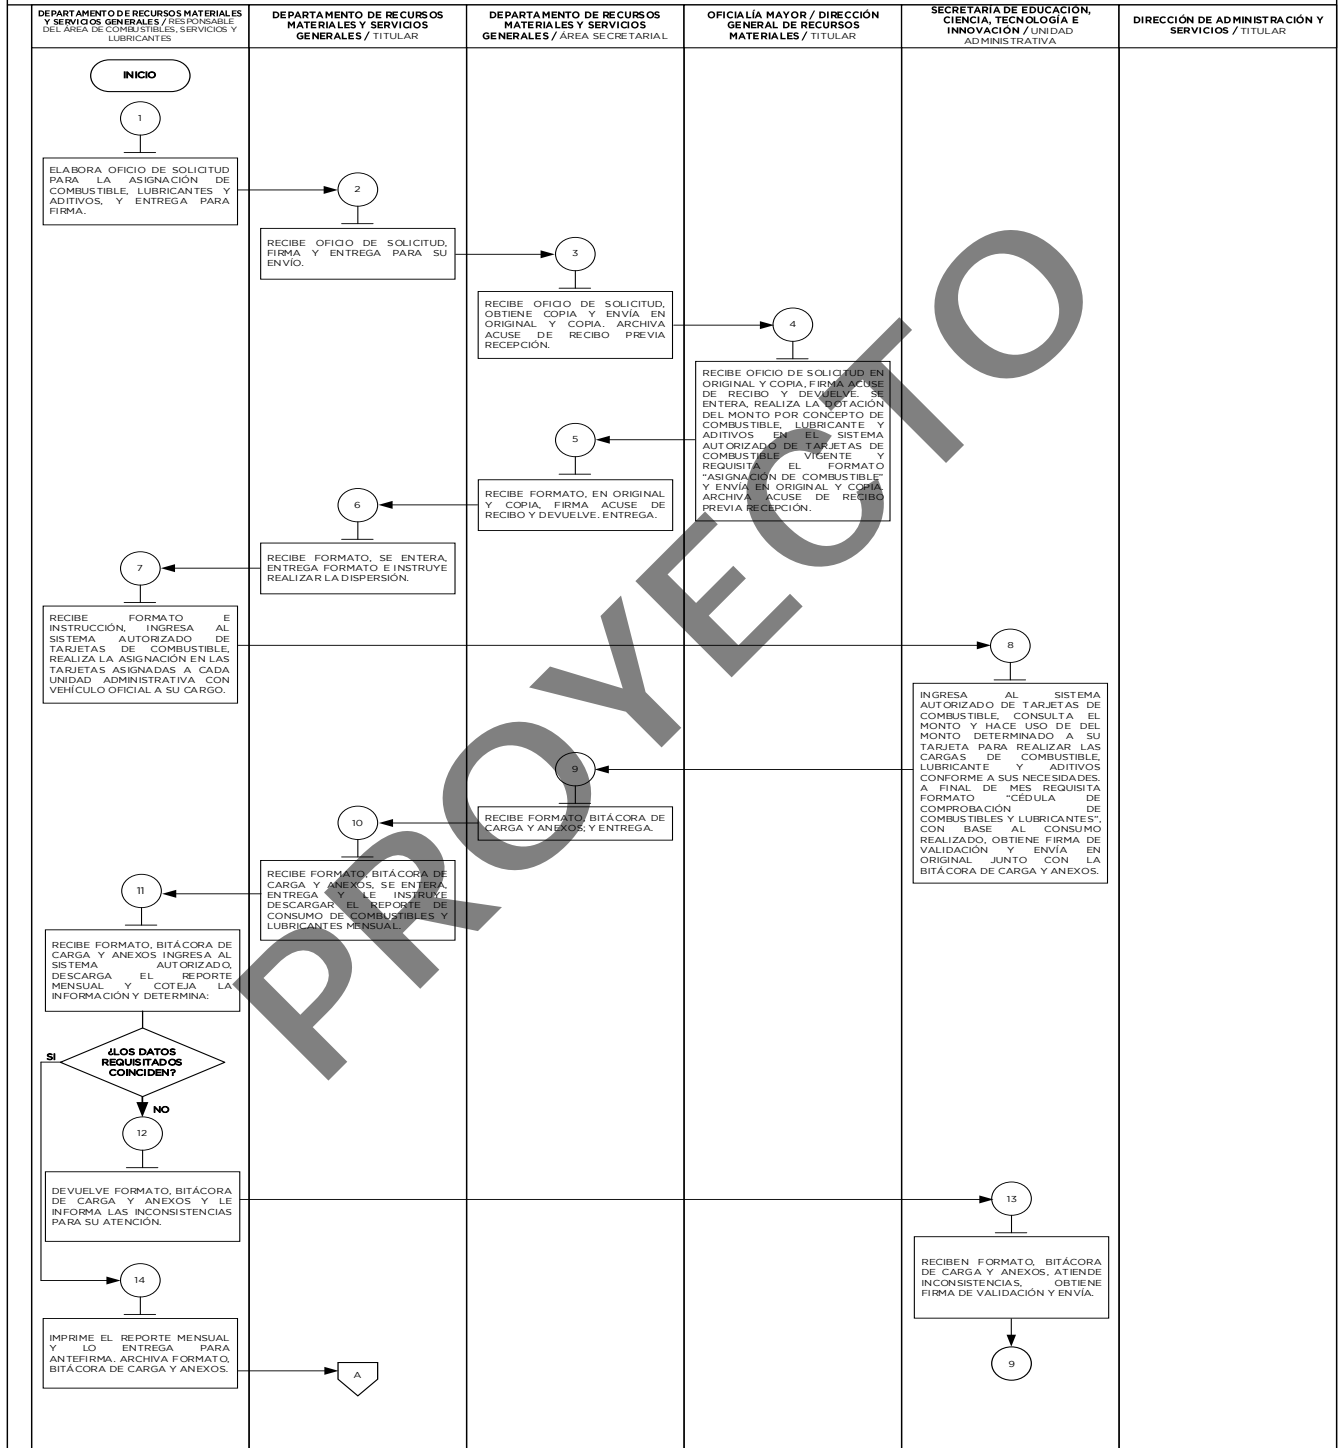 DEPARTAMENTO DE RECURSOS MATERIALES
Y SERVICIOS GENERALES / RESPONSABLE
DEL ÁREA DE COMBUSTIBLES, SERVICIOS Y
LUBRICANTES
DEPARTAMENTO DE RECURSOS
MATERIALES Y SERVICIOS
GENERALES / TITULAR
DEPARTAMENTO DE RECURSOS
MATERIALES Y SERVICIOS
GENERALES / ÁREA SECRETARIAL
OFICIALÍA MAYOR / DIRECCIÓN
GENERAL DE RECURSOS
MATERIALES / TITULAR
SECRETARÍA DE EDUCACIÓN,
CIENCIA, TECNOLOGÍA E
INNOVACIÓN / UNIDAD
ADMINISTRATIVA
DIRECCIÓN DE ADMINISTRACIÓN Y
SERVICIOS / TITULAR
INICIO
1
ELABORA OFICIO DE SOLICITUD
PARA LA ASIGNACIÓN DE
COMBUSTIBLE, LUBRICANTES Y
ADITIVOS, Y ENTREGA PARA
FIRMA.
2
RECIBE OFICIO DE SOLICITUD,
FIRMA Y ENTREGA PARA SU
ENVÍO.
3
RECIBE OFICIO DE SOLICITUD,
OBTIENE COPIA Y ENVÍA EN
ORIGINAL Y COPIA. ARCHIVA
ACUSE DE RECIBO PREVIA
RECEPCIÓN.
4
RECIBE OFICIO DE SOLICITUD EN
ORIGINAL Y COPIA, FIRMA ACUSE
DE RECIBO Y DEVUELVE. SE
ENTERA, REALIZA LA DOTACIÓN
DEL MONTO POR CONCEPTO DE
COMBUSTIBLE, LUBRICANTE Y
ADITIVOS EN EL SISTEMA
AUTORIZADO DE TARJETAS DE
COMBUSTIBLE VIGENTE Y
REQUISITA EL FORMATO
"ASIGNACIÓN DE COMBUSTIBLE"
Y ENVÍA EN ORIGINAL Y COPIA.
ARCHIVA ACUSE DE RECIBO
PREVIA RECEPCIÓN.
5
RECIBE FORMATO, EN ORIGINAL
Y COPIA, FIRMA ACUSE DE
RECIBO Y DEVUELVE. ENTREGA.
6
RECIBE FORMATO, SE ENTERA,
ENTREGA FORMATO E INSTRUYE
REALIZAR LA DISPERSIÓN.
7
RECIBE FORMATO E
INSTRUCCIÓN, INGRESA AL
SISTEMA AUTORIZADO DE
TARJETAS DE COMBUSTIBLE,
REALIZA LA ASIGNACIÓN EN LAS
TARJETAS ASIGNADAS A CADA
UNIDAD ADMINISTRATIVA CON
VEHÍCULO OFICIAL A SU CARGO.
8
INGRESA AL SISTEMA
AUTORIZADO DE TARJETAS DE
COMBUSTIBLE, CONSULTA EL
MONTO Y HACE USO DE DEL
MONTO DETERMINADO A SU
TARJETA PARA REALIZAR LAS
CARGAS DE COMBUSTIBLE,
LUBRICANTE Y ADITIVOS
CONFORME A SUS NECESIDADES.
A FINAL DE MES REQUISITA
FORMATO "CÉDULA DE
COMPROBACIÓN DE
COMBUSTIBLES Y LUBRICANTES",
CON BASE AL CONSUMO
REALIZADO, OBTIENE FIRMA DE
VALIDACIÓN Y ENVÍA EN
ORIGINAL JUNTO CON LA
BITÁCORA DE CARGA Y ANEXOS.
9
RECIBE FORMATO, BITÁCORA DE
CARGA Y ANEXOS; Y ENTREGA.
10
RECIBE FORMATO, BITÁCORA DE
CARGA Y ANEXOS, SE ENTERA,
ENTREGA Y LE INSTRUYE
DESCARGAR EL REPORTE DE
CONSUMO DE COMBUSTIBLES Y
LUBRICANTES MENSUAL.
11
RECIBE FORMATO, BITÁCORA DE
CARGA Y ANEXOS INGRESA AL
SISTEMA AUTORIZADO,
DESCARGA EL REPORTE
MENSUAL Y COTEJA LA
INFORMACIÓN Y DETERMINA:
¿LOS DATOS
REQUISITADOS
COINCIDEN?
SI
NO
12
DEVUELVE FORMATO, BITÁCORA
DE CARGA Y ANEXOS Y LE
INFORMA LAS INCONSISTENCIAS
PARA SU ATENCIÓN.
13
RECIBEN FORMATO, BITÁCORA
DE CARGA Y ANEXOS, ATIENDE
INCONSISTENCIAS, OBTIENE
FIRMA DE VALIDACIÓN Y ENVÍA.
9
14
IMPRIME EL REPORTE MENSUAL
Y LO ENTREGA PARA
ANTEFIRMA. ARCHIVA FORMATO,
BITÁCORA DE CARGA Y ANEXOS.
A
PROYECTO